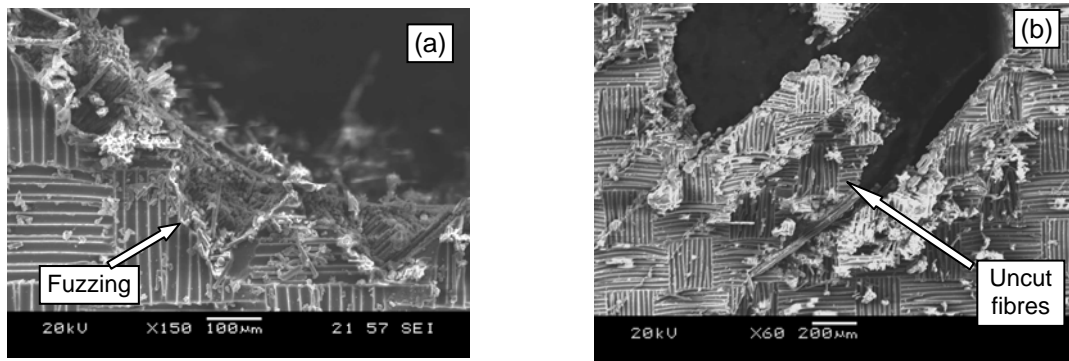 (a)
Fuzzing
20kV X150 100μm 21 57 SEI
(b)
Uncut
fibres
20kV X60 200μm